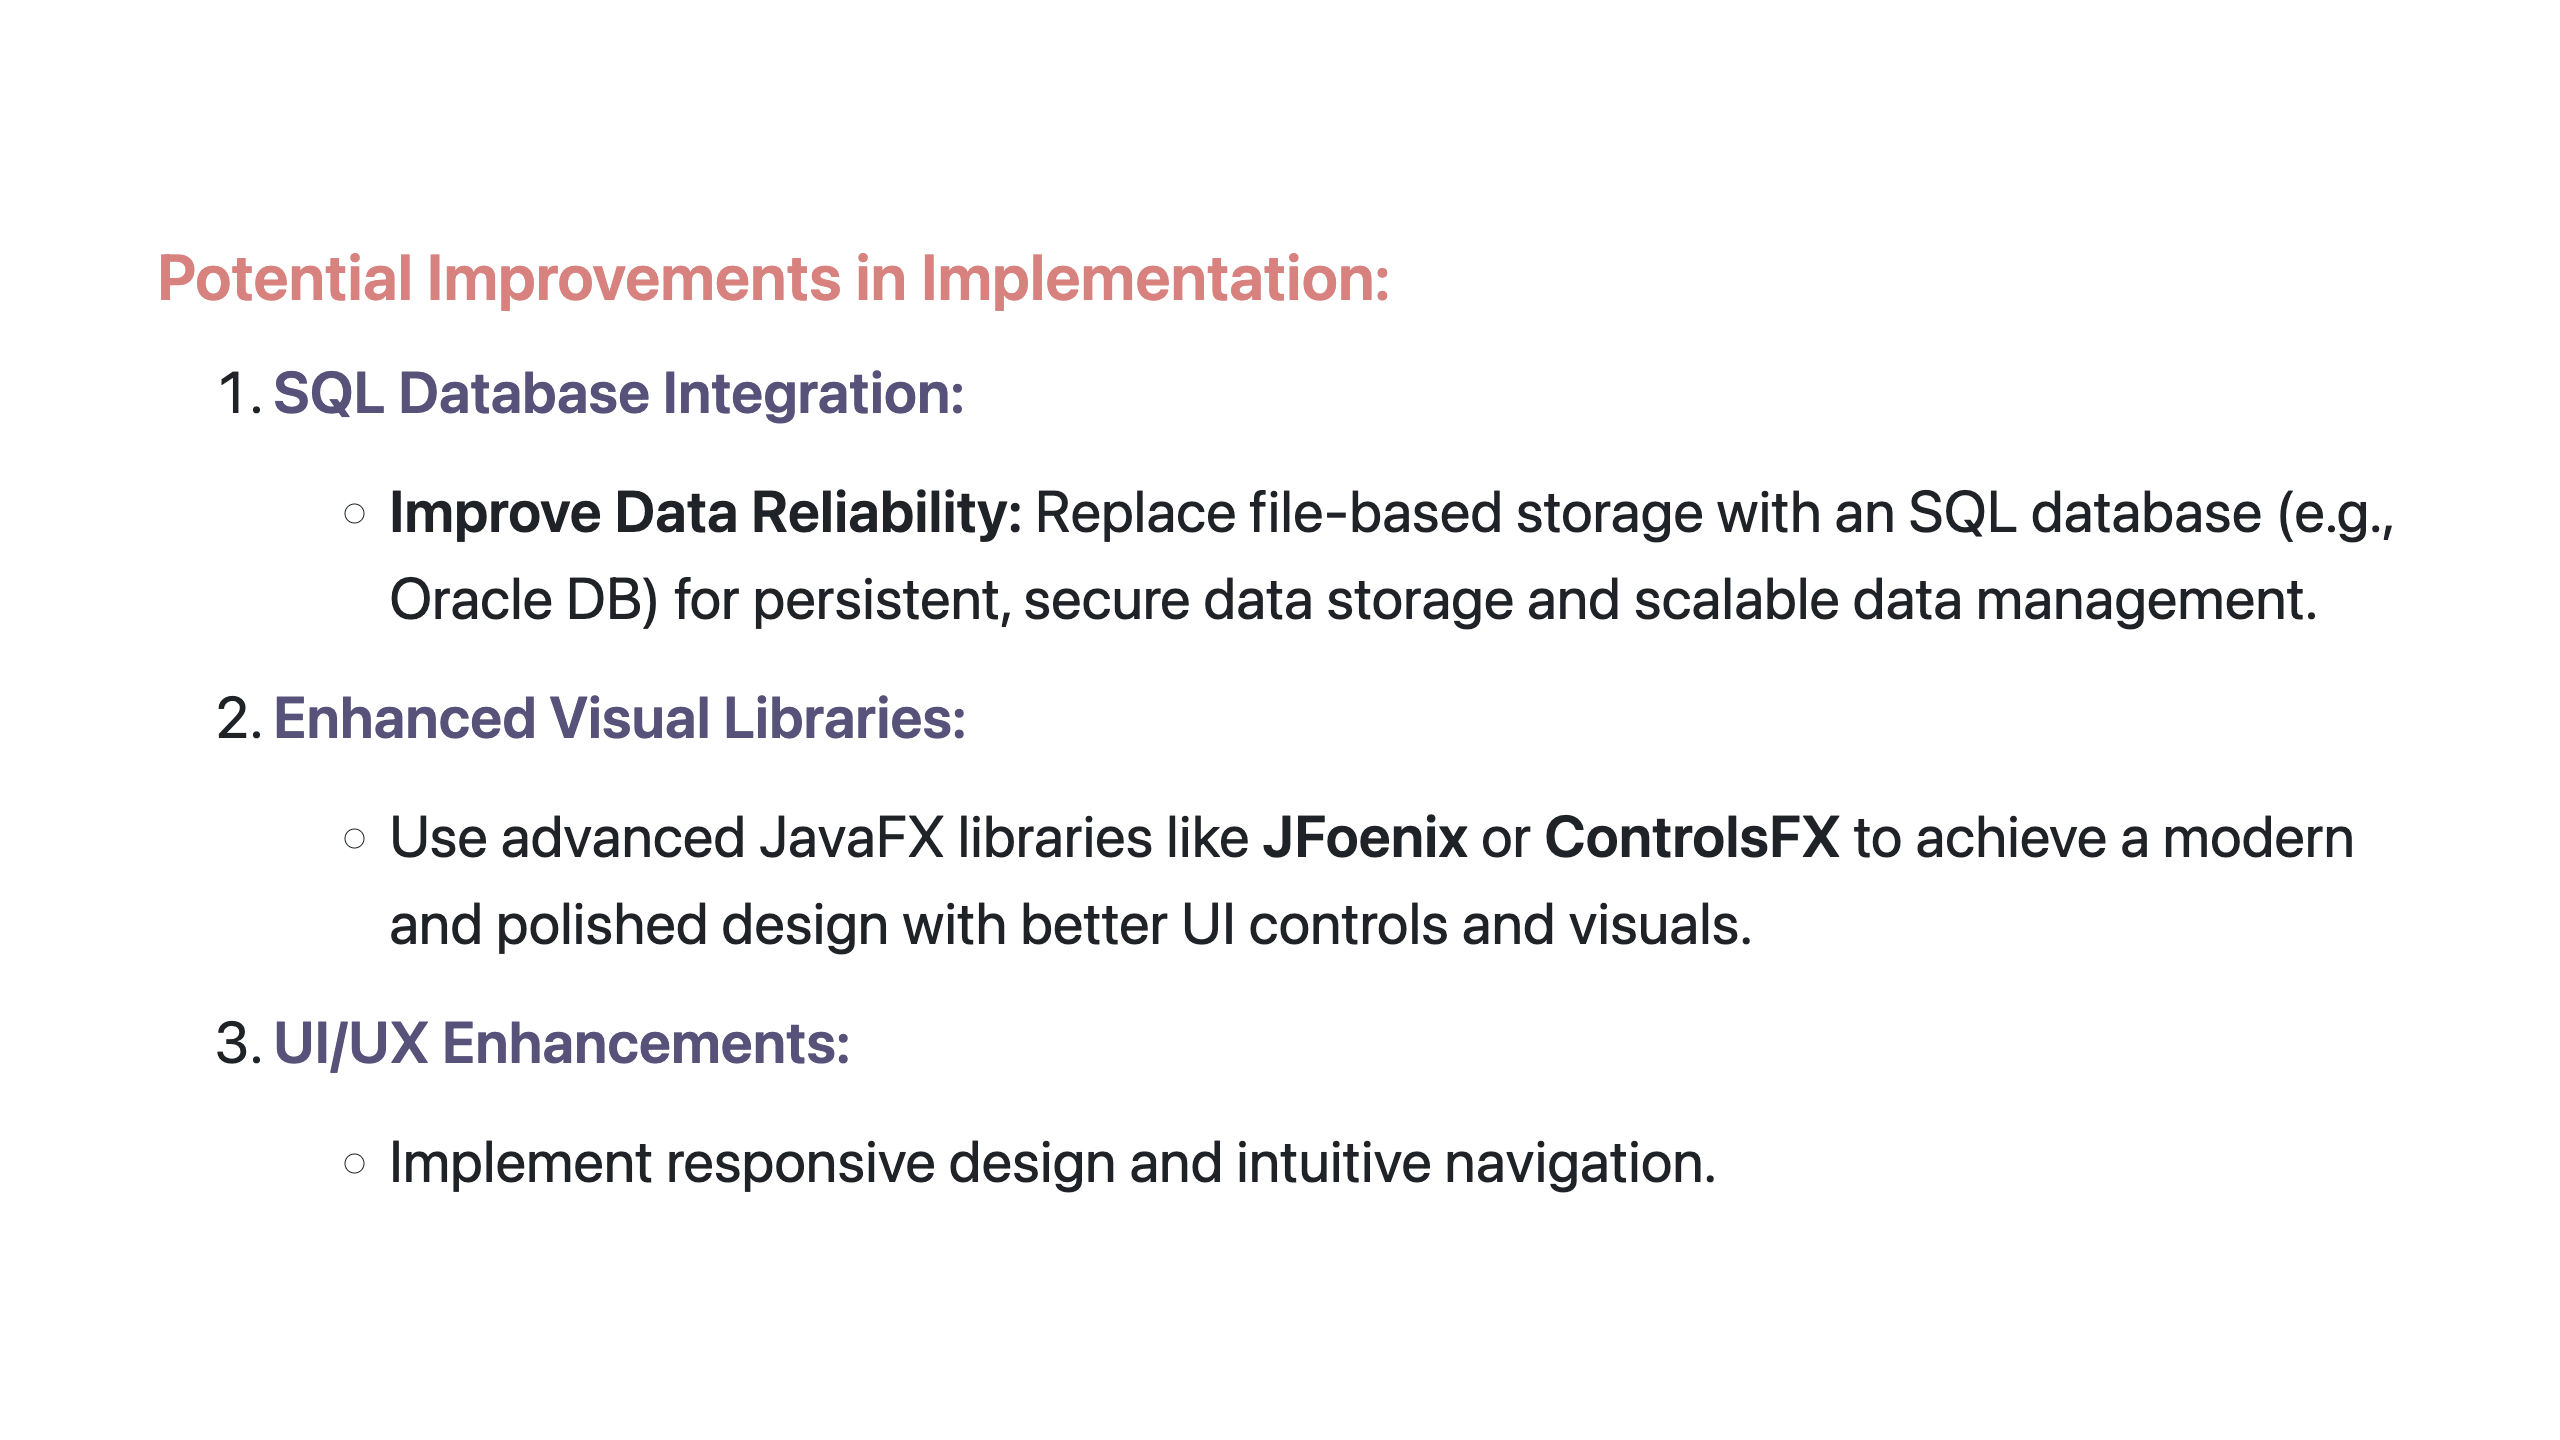 Potential Improvements in Implementation:
1. SQL Database Integration:
○ Improve Data Reliability: Replace file-based storage with an SQL database (e.g.,
Oracle DB) for persistent, secure data storage and scalable data management.
2. Enhanced Visual Libraries:
○ Use advanced JavaFX libraries like JFoenix or ControlsFX to achieve a modern
and polished design with better UI controls and visuals.
3. UI/UX Enhancements:
○ Implement responsive design and intuitive navigation.